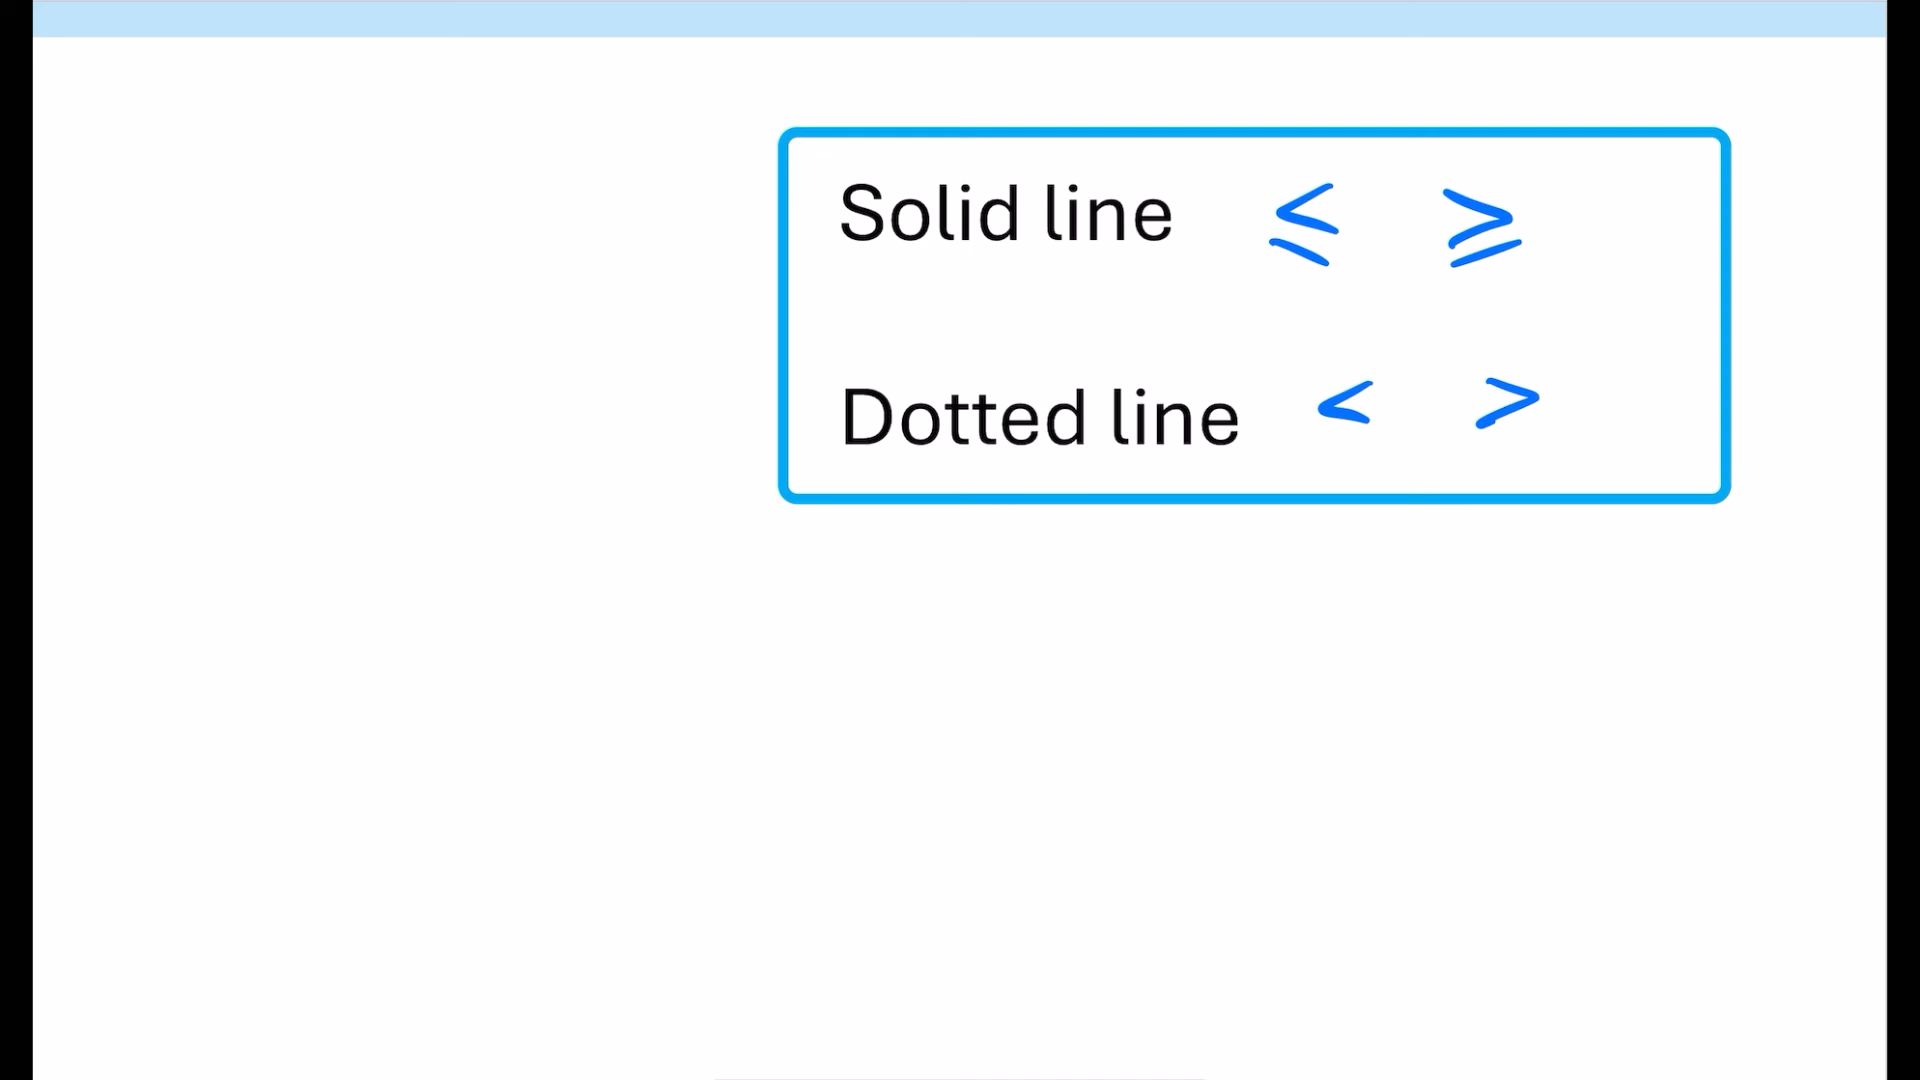 Solid line ⩽ ⩾
Dotted line < >